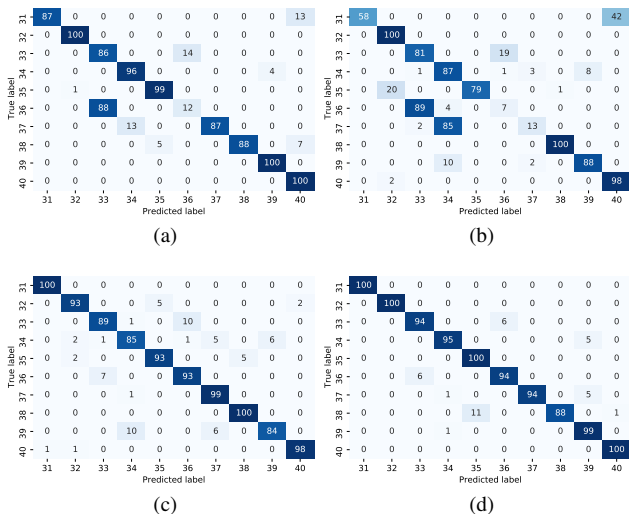 True label
31 87 0 0 0 0 0 0 0 0 13
32 0 100 0 0 0 0 0 0 0 0
33 0 0 86 0 0 14 0 0 0 0
34 0 0 0 96 0 0 0 0 4 0
35 0 1 0 0 99 0 0 0 0 0
36 0 0 88 0 0 12 0 0 0 0
37 0 0 0 13 0 0 87 0 0 0
38 0 0 0 0 5 0 0 88 0 7
39 0 0 0 0 0 0 0 0 100 0
40 0 0 0 0 0 0 0 0 0 100
31 32 33 34 35 36 37 38 39 40
Predicted label
(a)
True label
31 58 0 0 0 0 0 0 0 0 42
32 0 100 0 0 0 0 0 0 0 0
33 0 0 81 0 0 19 0 0 0 0
34 0 0 1 87 0 1 3 0 8 0
35 0 20 0 0 79 0 0 1 0 0
36 0 0 89 4 0 7 0 0 0 0
37 0 0 2 85 0 0 13 0 0 0
38 0 0 0 0 0 0 0 100 0 0
39 0 0 0 10 0 0 2 0 88 0
40 0 2 0 0 0 0 0 0 0 98
31 32 33 34 35 36 37 38 39 40
Predicted label
(b)
True label
31 100 0 0 0 0 0 0 0 0 0
32 0 93 0 0 5 0 0 0 0 2
33 0 0 89 1 0 10 0 0 0 0
34 0 2 1 85 0 1 5 0 6 0
35 0 2 0 0 93 0 0 5 0 0
36 0 0 7 0 0 93 0 0 0 0
37 0 0 0 1 0 0 99 0 0 0
38 0 0 0 0 0 0 0 100 0 0
39 0 0 0 10 0 0 6 0 84 0
40 1 1 0 0 0 0 0 0 0 98
31 32 33 34 35 36 37 38 39 40
Predicted label
(c)
True label
31 100 0 0 0 0 0 0 0 0 0
32 0 100 0 0 0 0 0 0 0 0
33 0 0 94 0 0 6 0 0 0 0
34 0 0 0 95 0 0 0 0 5 0
35 0 0 0 0 100 0 0 0 0 0
36 0 0 6 0 0 94 0 0 0 0
37 0 0 0 1 0 0 94 0 5 0
38 0 0 0 0 11 0 0 88 0 1
39 0 0 0 1 0 0 0 0 99 0
40 0 0 0 0 0 0 0 0 0 100
31 32 33 34 35 36 37 38 39 40
Predicted label
(d)